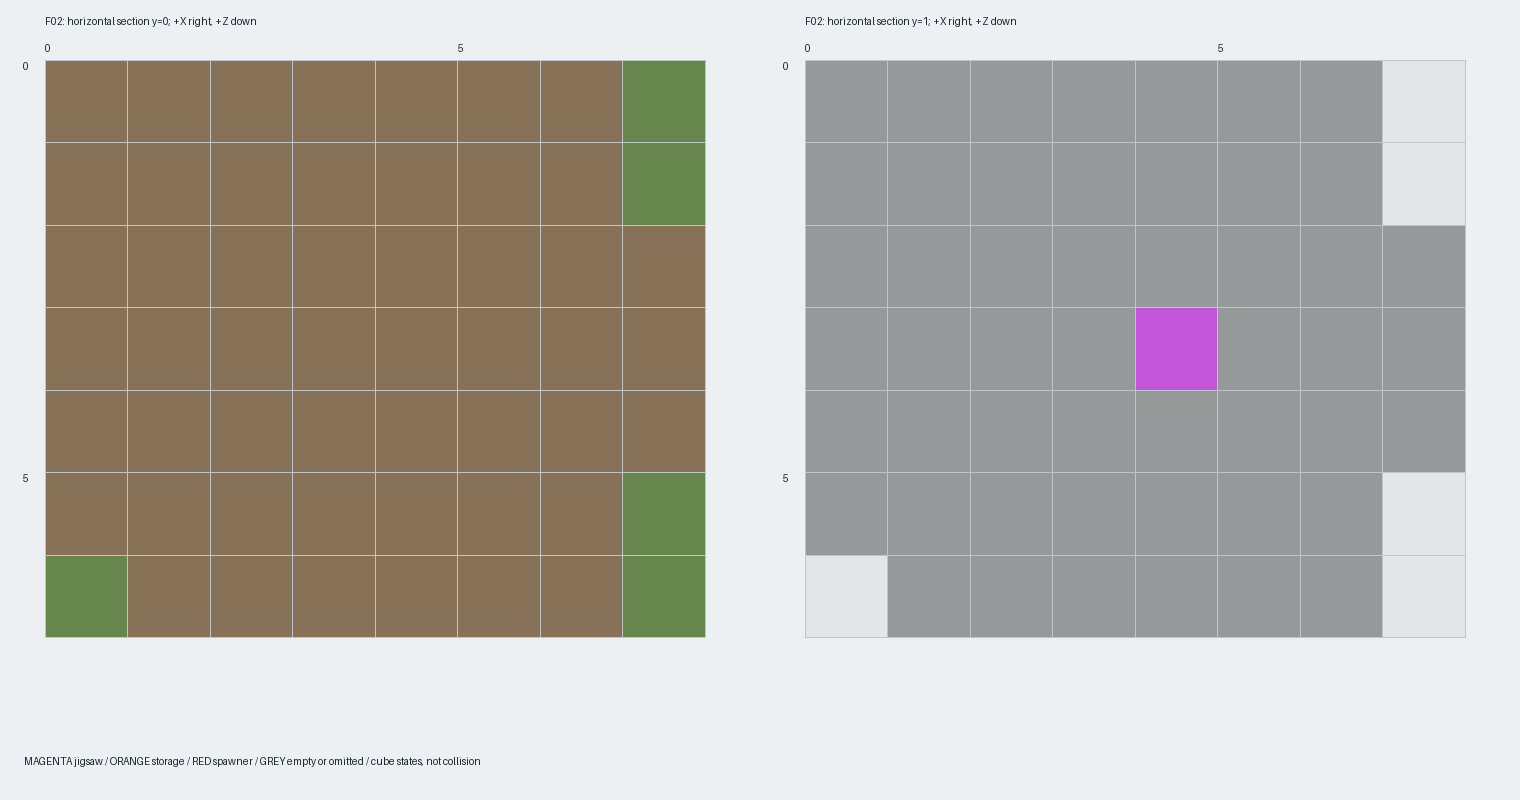 F02: horizontal section y=0; +X right, +Z down
F02: horizontal section y=1; +X right, +Z down
0 5
0 5
0
0
5
5
MAGENTA jigsaw / ORANGE storage / RED spawner / GREY empty or omitted / cube states, not collision